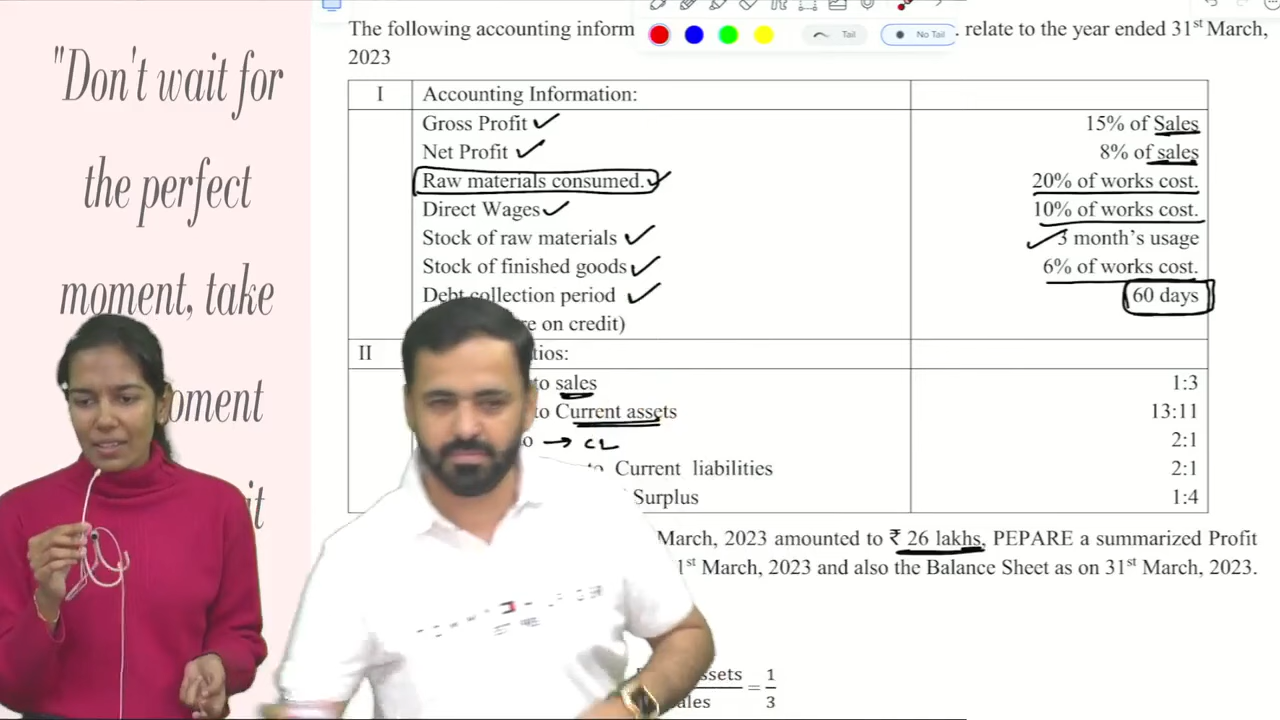 "Don't wait for
the perfect
moment, take
moment
it
The following accounting inform . relate to the year ended 31st March,
2023
Tail
No Tail
I Accounting Information:
Gross Profit 15% of Sales
Net Profit 8% of sales
Raw materials consumed. 20% of works cost.
Direct Wages 10% of works cost.
Stock of raw materials 3 month's usage
Stock of finished goods 6% of works cost.
Debt collection period 60 days
on credit)
II
to sales 1:3
to Current assets 13:11
→ CL 2:1
to Current liabilities 2:1
Surplus 1:4
March, 2023 amounted to ₹ 26 lakhs, PEPARE a summarized Profit
March, 2023 and also the Balance Sheet as on 31st March, 2023.
= 1
3